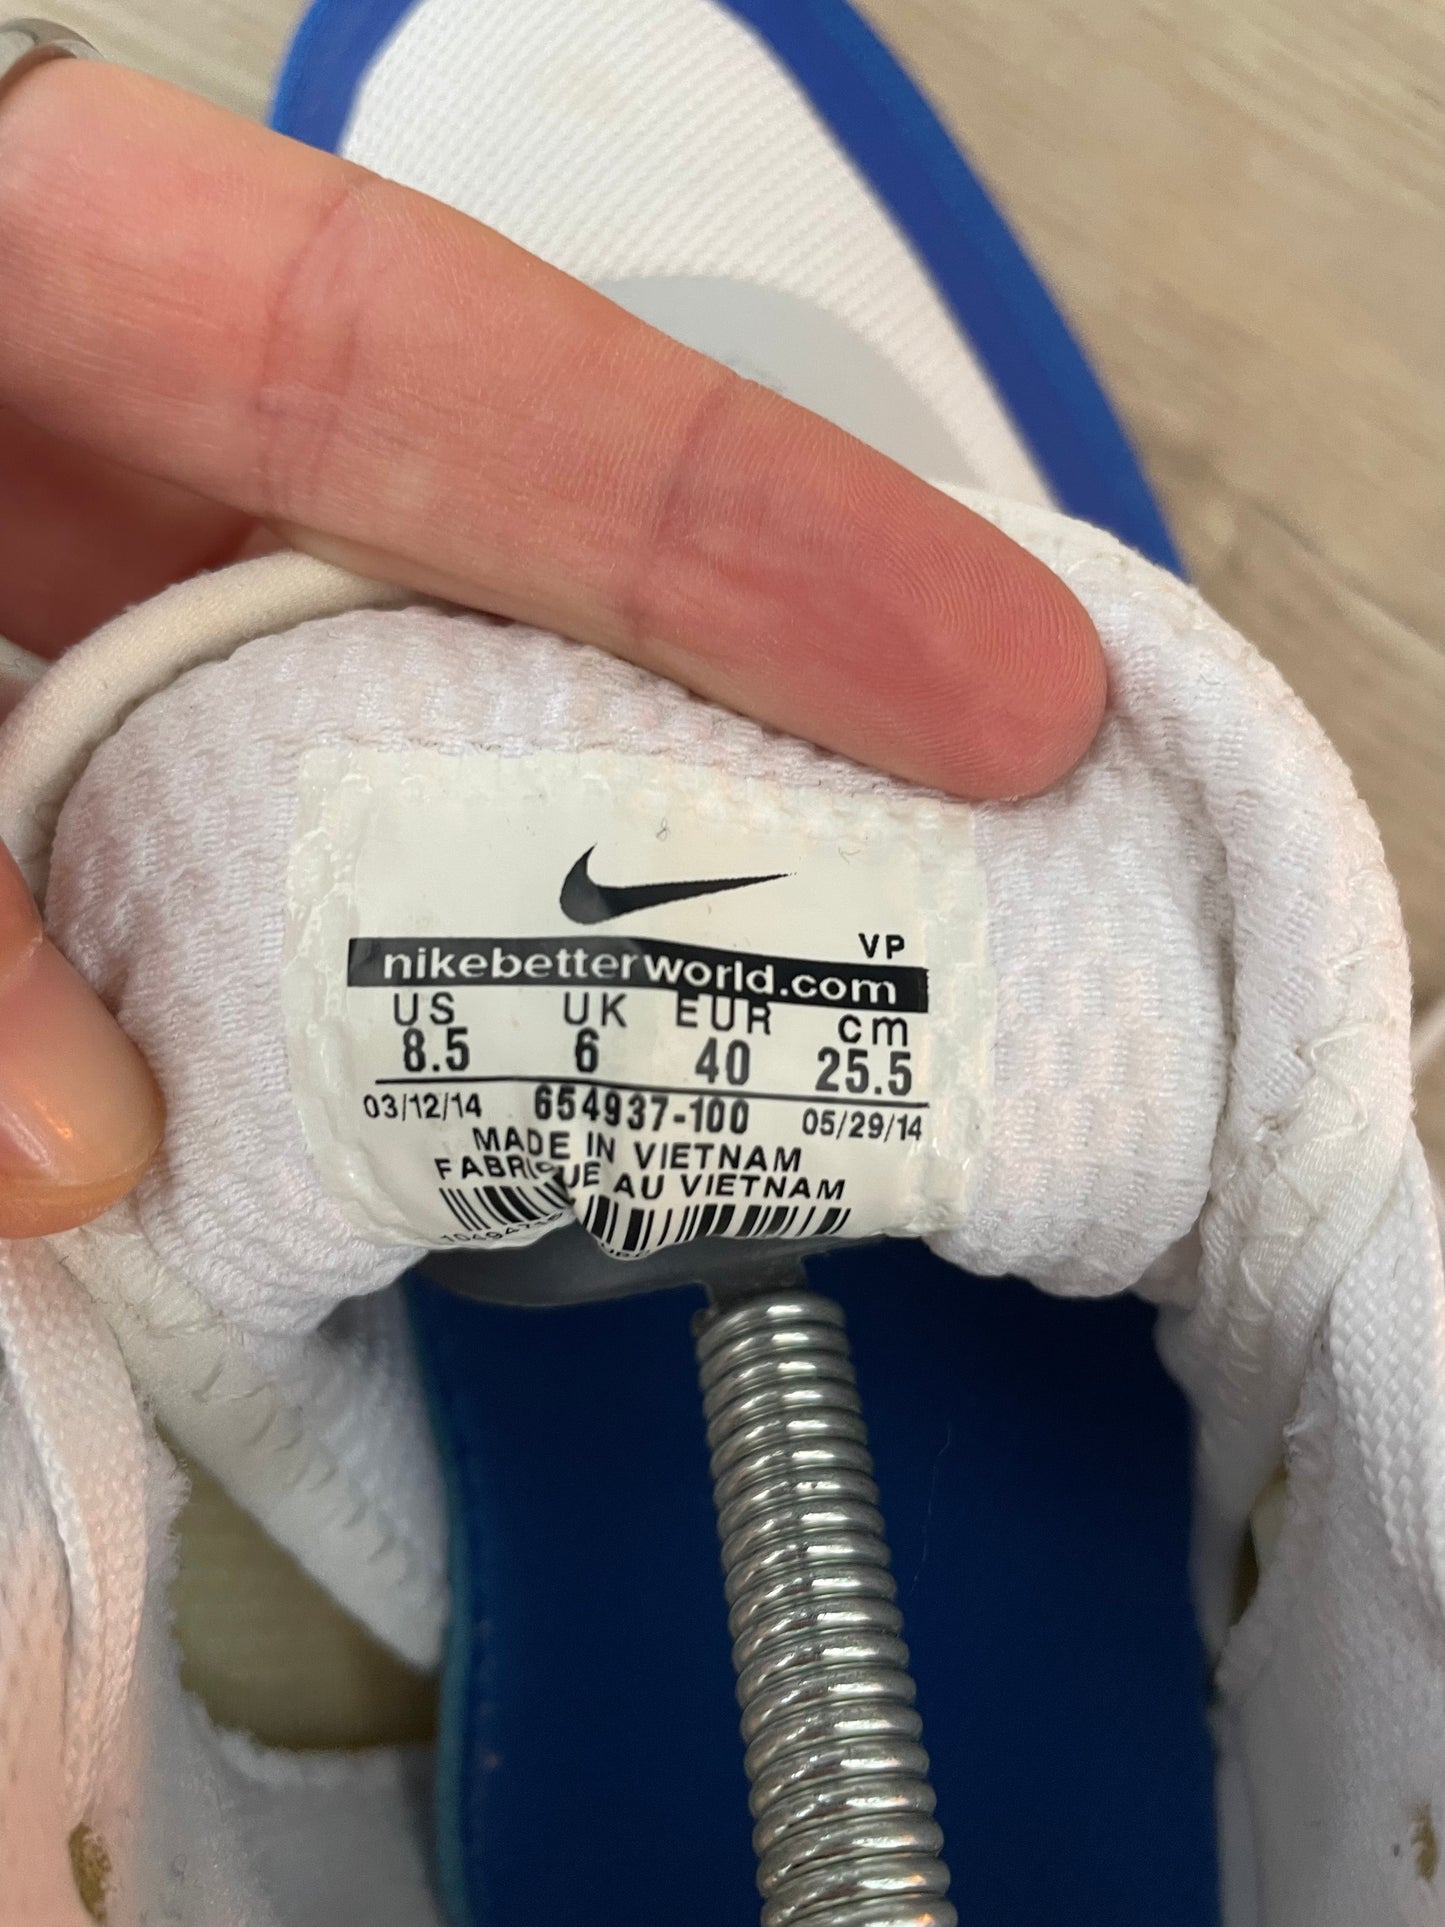 VP
nikebetterworld.com
US UK EUR cm
8.5 6 40 25.5
03/12/14 654937-100 05/29/14
MADE IN VIETNAM
FABRIQUE AU VIETNAM